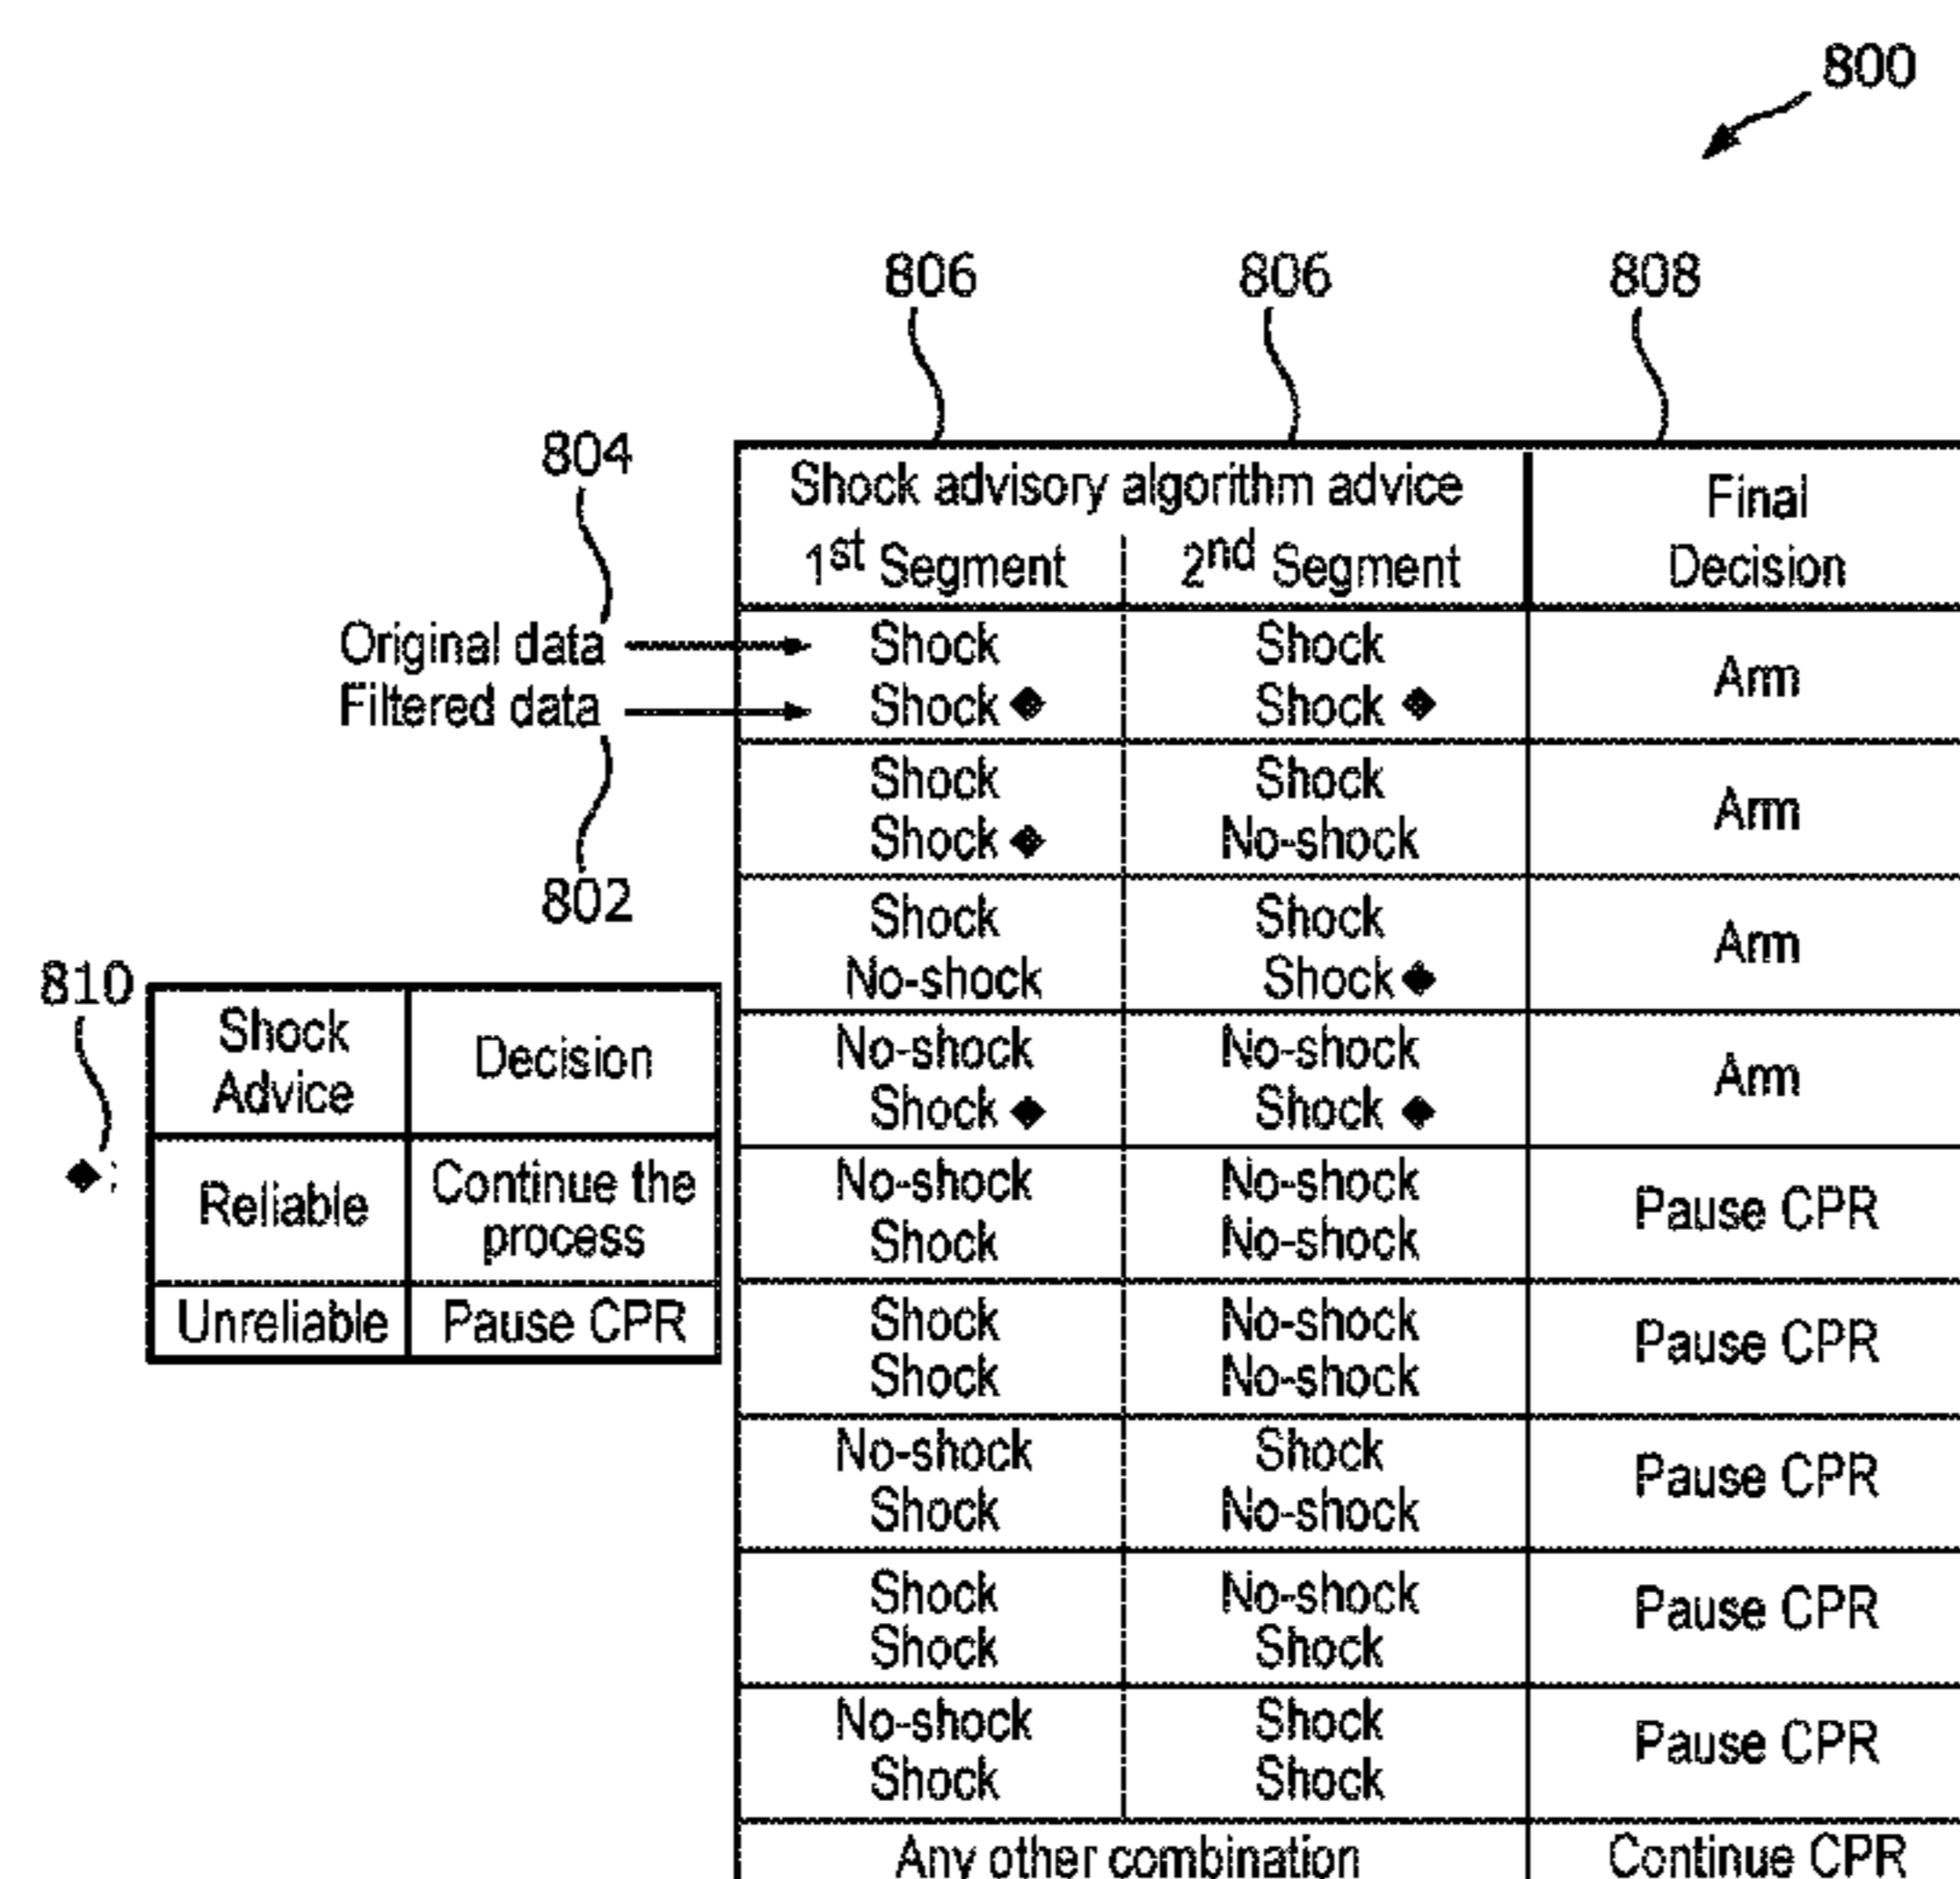 800
806 806 808
804
Shock advisory algorithm advice
1st Segment 2nd Segment
Final
Decision
Original data
Filtered data
802
Shock Shock
Shock ◆ Shock ◆
Arm
Shock Shock
Shock ◆ No-shock
Arm
Shock Shock
No-shock Shock ◆
Arm
No-shock No-shock
Shock ◆ Shock ◆
Arm
No-shock No-shock
Shock No-shock
Pause CPR
Shock No-shock
Shock No-shock
Pause CPR
No-shock Shock
Shock No-shock
Pause CPR
Shock No-shock
Shock Shock
Pause CPR
No-shock Shock
Shock Shock
Pause CPR
Any other combination Continue CPR
810
◆ :
Shock
Advice
Decision
Reliable
Continue the
process
Unreliable Pause CPR